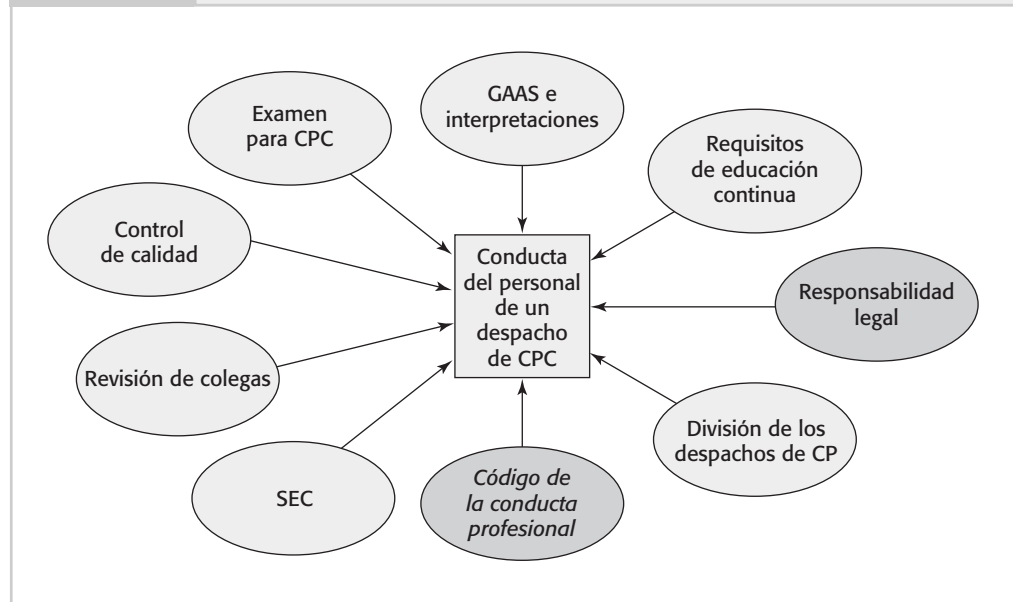 GAAS e
interpretaciones
Examen
para CPC
Requisitos
de educación
continua
Control
de calidad
Conducta
del personal
de un
despacho
de CPC
Responsabilidad
legal
Revisión de colegas
División de los
despachos de CP
SEC
Código de
la conducta
profesional